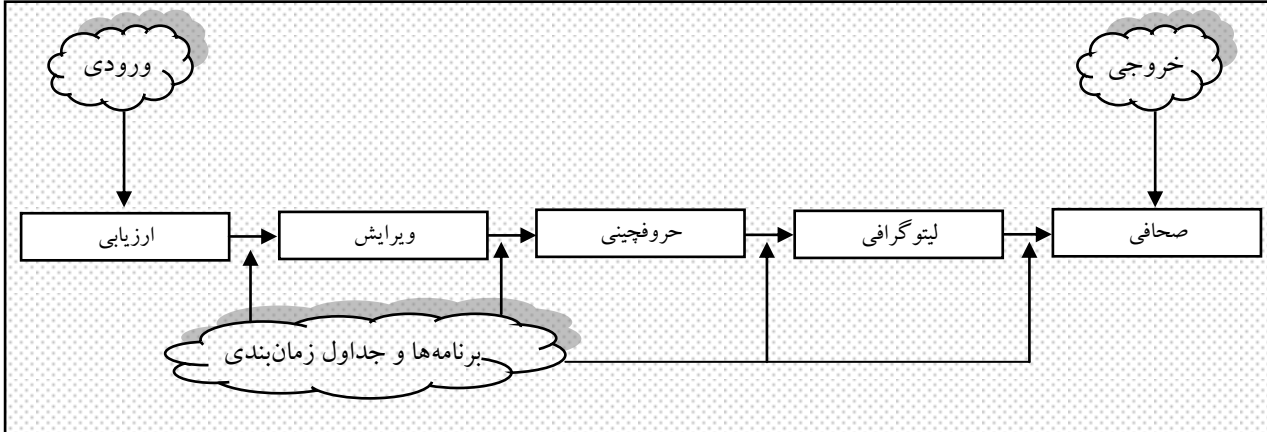 ورودی
خروجی
ارزیابی
ویرایش
حروفچینی
لیتوگرافی
صحافی
برنامه‌ها و جداول زمان‌بندی